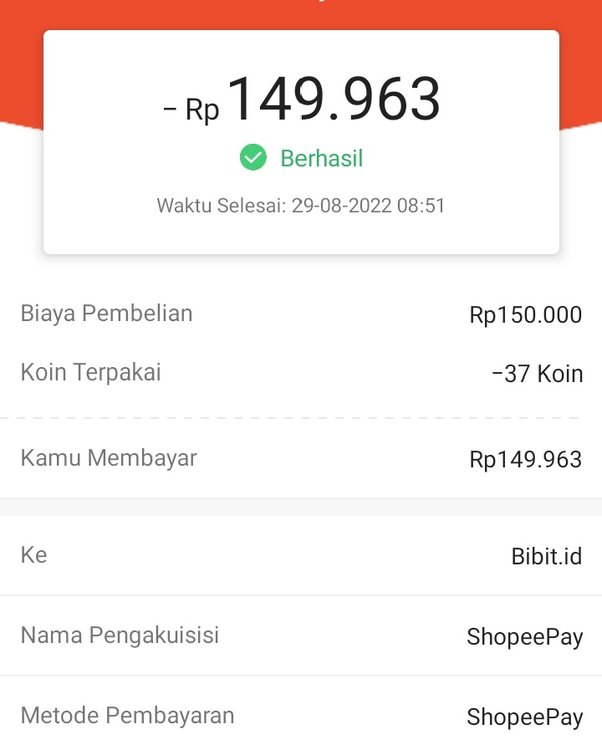 - Rp 149.963
Berhasil
Waktu Selesai: 29-08-2022 08:51
Biaya Pembelian Rp150.000
Koin Terpakai -37 Koin
Kamu Membayar Rp149.963
Ke Bibit.id
Nama Pengakuisisi ShopeePay
Metode Pembayaran ShopeePay